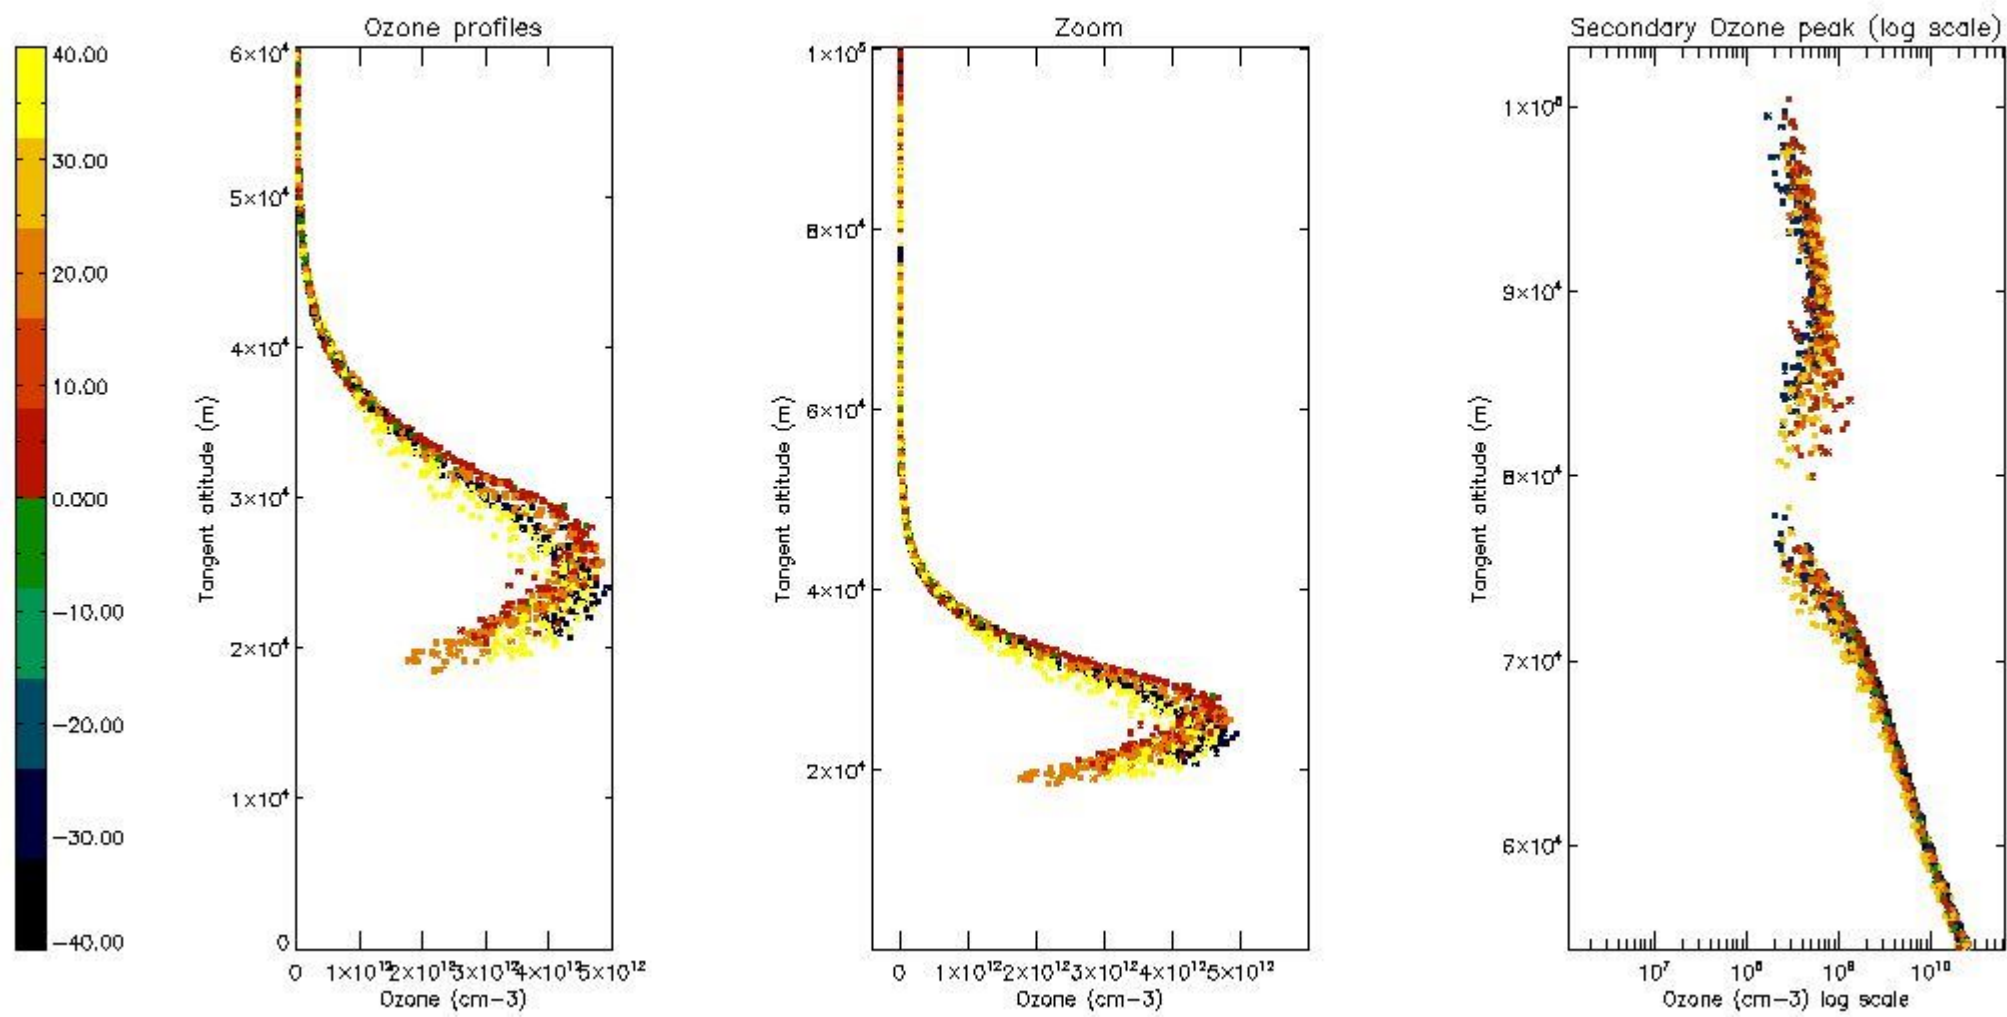 Ozone profiles
Zoom
Secondary Ozone peak (log scale)
40.00
30.00
20.00
10.00
0.000
-10.00
-20.00
-30.00
-40.00
6×10⁴
5×10⁴
4×10⁴
3×10⁴
2×10⁴
1×10⁴
0
Tangent altitude (m)
0 1×10¹² 2×10¹² 3×10¹² 4×10¹² 5×10¹²
Ozone (cm-3)
1×10⁵
8×10⁴
6×10⁴
4×10⁴
2×10⁴
Tangent altitude (m)
0 1×10¹² 2×10¹² 3×10¹² 4×10¹² 5×10¹²
Ozone (cm-3)
1×10⁵
9×10⁴
8×10⁴
7×10⁴
6×10⁴
Tangent altitude (m)
10⁷ 10⁸ 10⁹ 10¹⁰
Ozone (cm-3) log scale